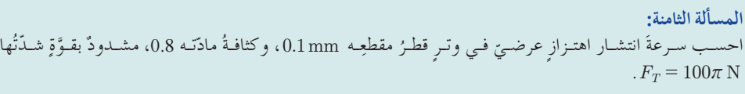 المسألة الثامنة:
احسب سرعةَ انتشار اهتزازٍ عرضيّ في وترٍ قطرُ مقطعِه 0.1 mm، وكثافةُ مادّته 0.8، مشدودٌ بقوَّةٍ شدّتُها
F_T = 100π N.